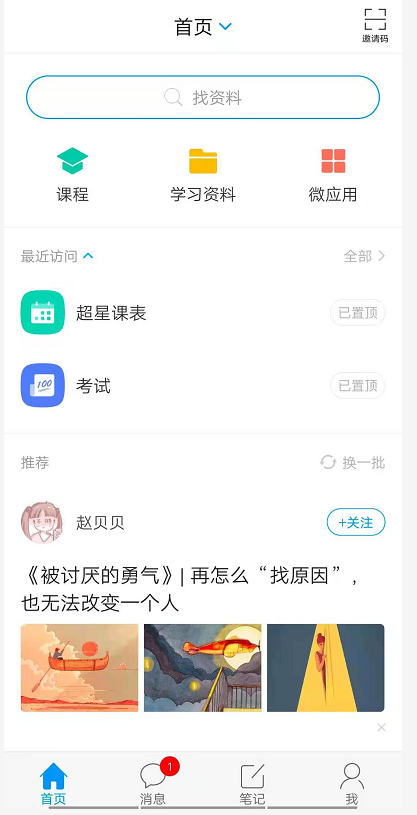 首页
邀请码
找资料
课程
学习资料
微应用
最近访问
全部
超星课表
已置顶
100
考试
已置顶
推荐
换一批
赵贝贝
+关注
《被讨厌的勇气》| 再怎么“找原因”，
也无法改变一个人
1
首页
消息
笔记
我